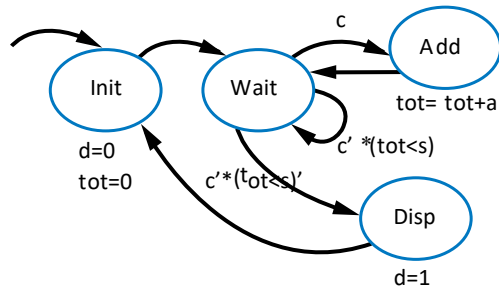 c
Add
Init
Wait
tot= tot+a
c' *(tot<s)
d=0
tot=0
c'*(tot<s)'
Disp
d=1